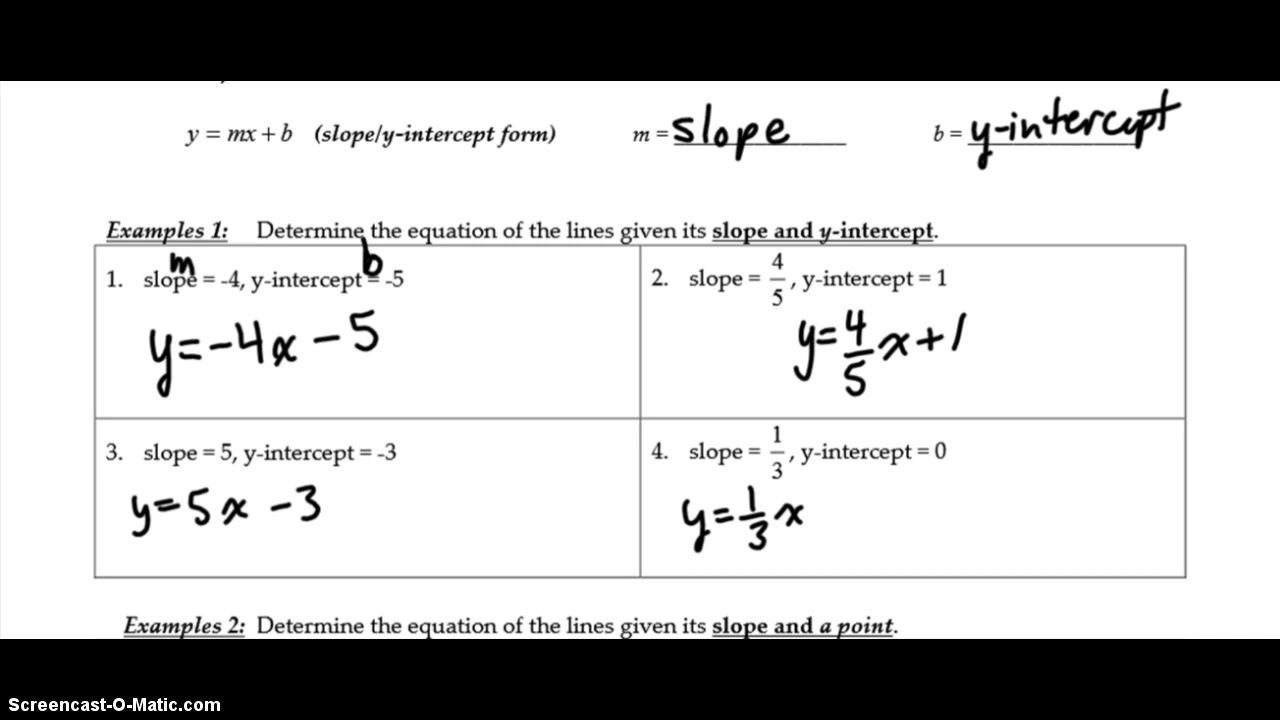 y = mx + b (slope/y-intercept form) m = slope b = y-intercept
Examples 1: Determine the equation of the lines given its slope and y-intercept.
m b
1. slope = -4, y-intercept = -5
y = -4x - 5
2. slope = 4/5, y-intercept = 1
y = 4/5 x + 1
3. slope = 5, y-intercept = -3
y = 5x - 3
4. slope = 1/3, y-intercept = 0
y = 1/3 x
Examples 2: Determine the equation of the lines given its slope and a point.
Screencast-O-Matic.com